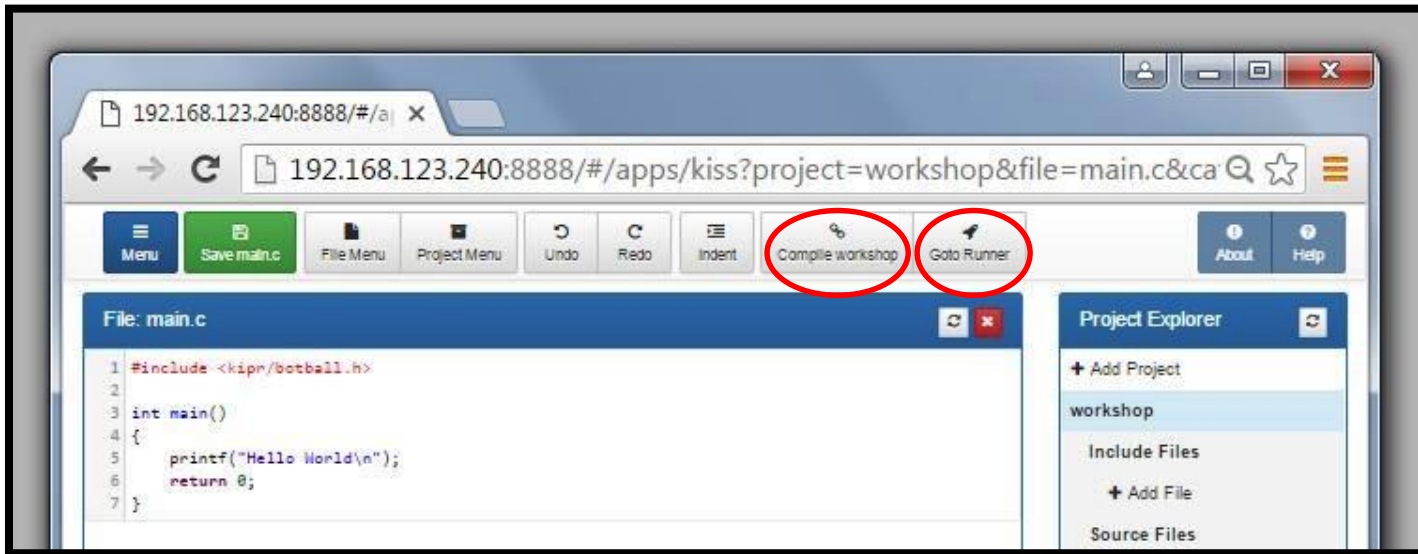 192.168.123.240:8888/#/a
192.168.123.240:8888/#/apps/kiss?project=workshop&file=main.c&ca
Menu Save main.c File Menu Project Menu Undo Redo Indent Compile workshop Goto Runner About Help
File: main.c
1 #include <kipr/botball.h>
2
3 int main()
4 {
5 printf("Hello World\n");
6 return 0;
7 }
Project Explorer
+ Add Project
workshop
Include Files
+ Add File
Source Files